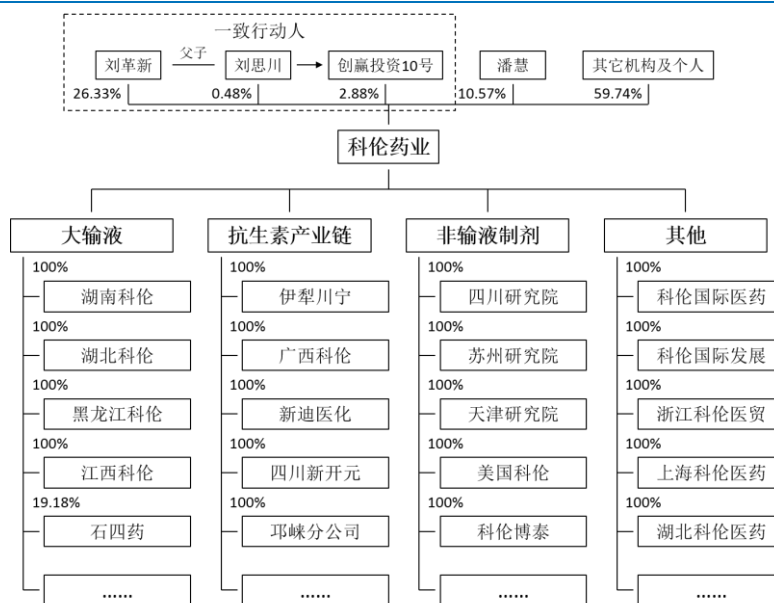 一致行动人
刘革新
父子
刘思川
创赢投资10号
潘慧
其它机构及个人
26.33%
0.48%
2.88%
10.57%
59.74%
科伦药业
大输液
抗生素产业链
非输液制剂
其他
100%
100%
100%
100%
湖南科伦
伊犁川宁
四川研究院
科伦国际医药
100%
100%
100%
100%
湖北科伦
广西科伦
苏州研究院
科伦国际发展
100%
100%
100%
100%
黑龙江科伦
新迪医化
天津研究院
浙江科伦医贸
100%
100%
100%
100%
江西科伦
四川新开元
美国科伦
上海科伦医药
19.18%
100%
100%
100%
石四药
邛崃分公司
科伦博泰
湖北科伦医药
......
......
......
......